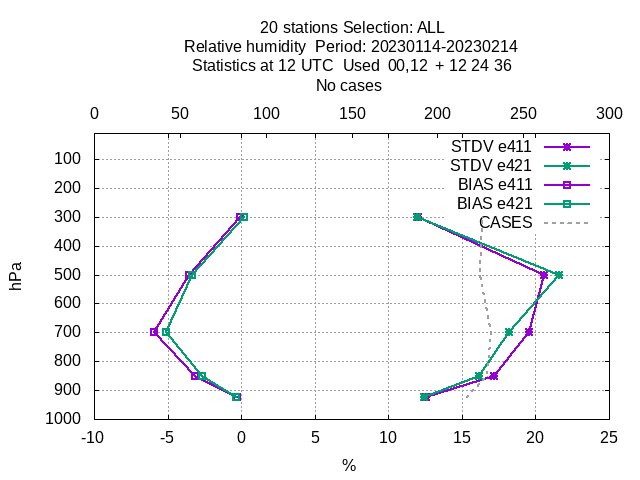 20 stations Selection: ALL
Relative humidity  Period: 20230114-20230214
Statistics at 12 UTC  Used  00,12  + 12 24 36
No cases
0 50 100 150 200 250 300
STDV e411
STDV e421
BIAS e411
BIAS e421
CASES
100
200
300
400
500
600
700
800
900
1000
hPa
-10 -5 0 5 10 15 20 25
%